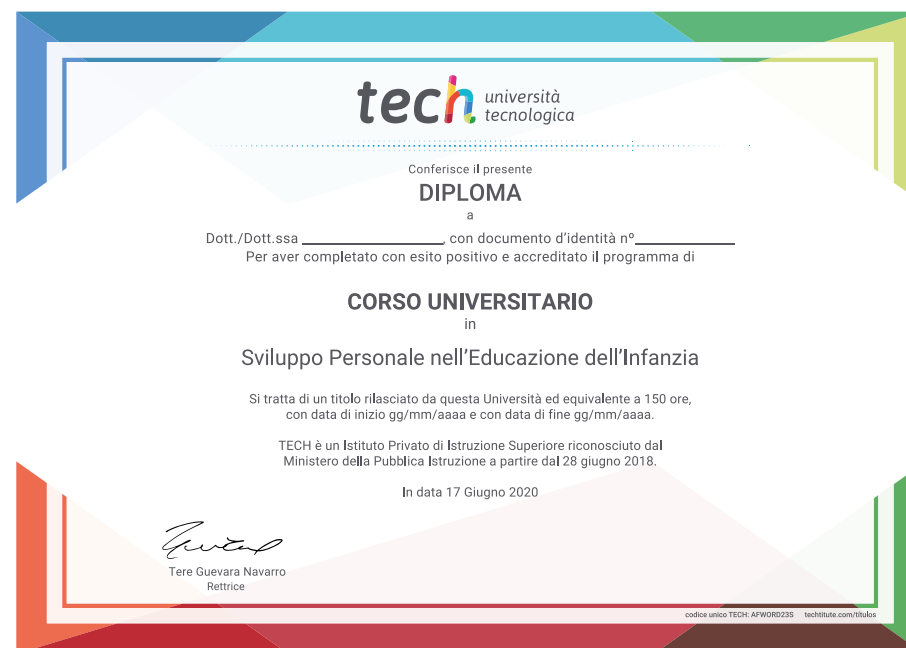 tech università
tecnologica
Conferisce il presente
DIPLOMA
a
Dott./Dott.ssa ____________________, con documento d'identità nº______________
Per aver completato con esito positivo e accreditato il programma di
CORSO UNIVERSITARIO
in
Sviluppo Personale nell'Educazione dell'Infanzia
Si tratta di un titolo rilasciato da questa Università ed equivalente a 150 ore,
con data di inizio gg/mm/aaaa e con data di fine gg/mm/aaaa.
TECH è un Istituto Privato di Istruzione Superiore riconosciuto dal
Ministero della Pubblica Istruzione a partire dal 28 giugno 2018.
In data 17 Giugno 2020
Tere Guevara Navarro
Rettrice
codice unico TECH: AFWORD23S techtitute.com/titulos